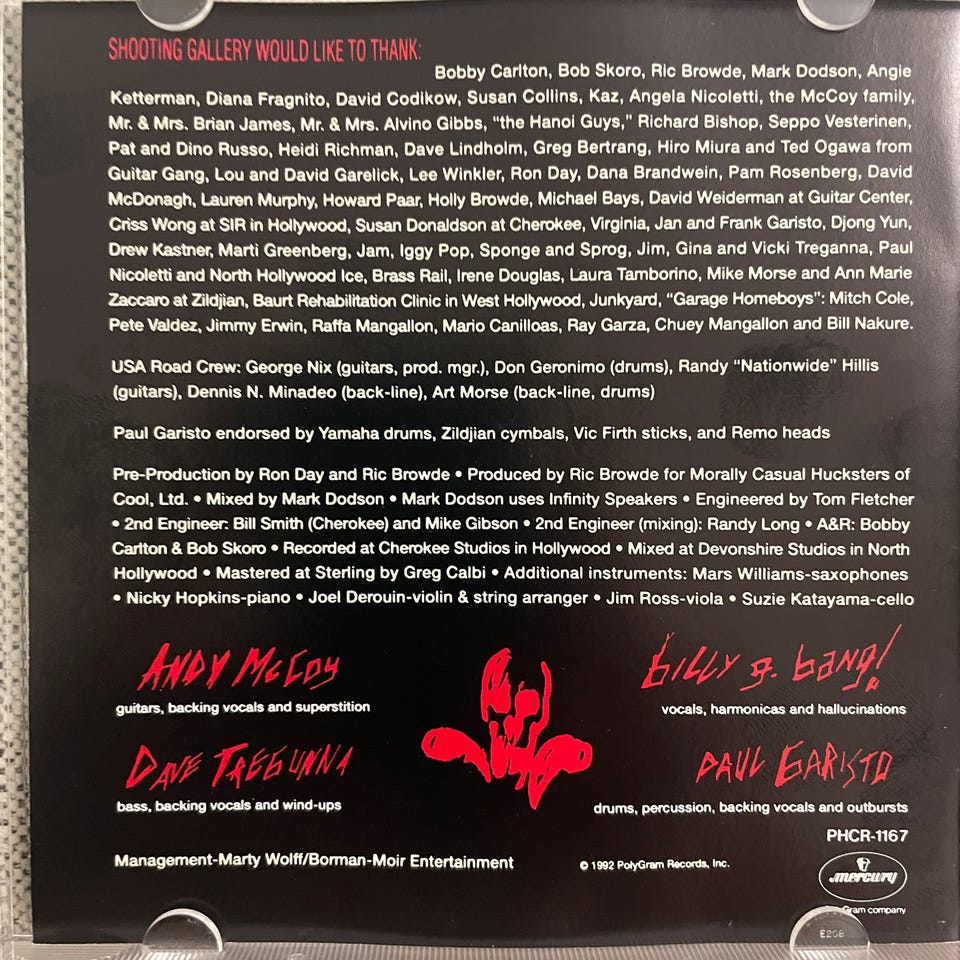 SHOOTING GALLERY WOULD LIKE TO THANK:
Bobby Carlton, Bob Skoro, Ric Browde, Mark Dodson, Angie
Ketterman, Diana Fragnito, David Codikow, Susan Collins, Kaz, Angela Nicoletti, the McCoy family,
Mr. & Mrs. Brian James, Mr. & Mrs. Alvino Gibbs, “the Hanoi Guys,” Richard Bishop, Seppo Vesterinen,
Pat and Dino Russo, Heidi Richman, Dave Lindholm, Greg Bertrang, Hiro Miura and Ted Ogawa from
Guitar Gang, Lou and David Garelick, Lee Winkler, Ron Day, Dana Brandwein, Pam Rosenberg, David
McDonagh, Lauren Murphy, Howard Paar, Holly Browde, Michael Bays, David Weiderman at Guitar Center,
Criss Wong at SIR in Hollywood, Susan Donaldson at Cherokee, Virginia, Jan and Frank Garisto, Djong Yun,
Drew Kastner, Marti Greenberg, Jam, Iggy Pop, Sponge and Sprog, Jim, Gina and Vicki Treganna, Paul
Nicoletti and North Hollywood Ice, Brass Rail, Irene Douglas, Laura Tamborino, Mike Morse and Ann Marie
Zaccaro at Zildjian, Baurt Rehabilitation Clinic in West Hollywood, Junkyard, “Garage Homeboys”: Mitch Cole,
Pete Valdez, Jimmy Erwin, Raffa Mangallon, Mario Canilloas, Ray Garza, Chuey Mangallon and Bill Nakure.
USA Road Crew: George Nix (guitars, prod. mgr.), Don Geronimo (drums), Randy “Nationwide” Hillis
(guitars), Dennis N. Minadeo (back-line), Art Morse (back-line, drums)
Paul Garisto endorsed by Yamaha drums, Zildjian cymbals, Vic Firth sticks, and Remo heads
Pre-Production by Ron Day and Ric Browde • Produced by Ric Browde for Morally Casual Hucksters of
Cool, Ltd. • Mixed by Mark Dodson • Mark Dodson uses Infinity Speakers • Engineered by Tom Fletcher
• 2nd Engineer: Bill Smith (Cherokee) and Mike Gibson • 2nd Engineer (mixing): Randy Long • A&R: Bobby
Carlton & Bob Skoro • Recorded at Cherokee Studios in Hollywood • Mixed at Devonshire Studios in North
Hollywood • Mastered at Sterling by Greg Calbi • Additional instruments: Mars Williams-saxophones
• Nicky Hopkins-piano • Joel Derouin-violin & string arranger • Jim Ross-viola • Suzie Katayama-cello
ANDY McCOY
guitars, backing vocals and superstition
billy g. bang!
vocals, harmonicas and hallucinations
DAVE TREGUNNA
bass, backing vocals and wind-ups
PAUL GARISTO
drums, percussion, backing vocals and outbursts
PHCR-1167
Management-Marty Wolff/Borman-Moir Entertainment
© 1992 PolyGram Records, Inc.
mercury
Gram company